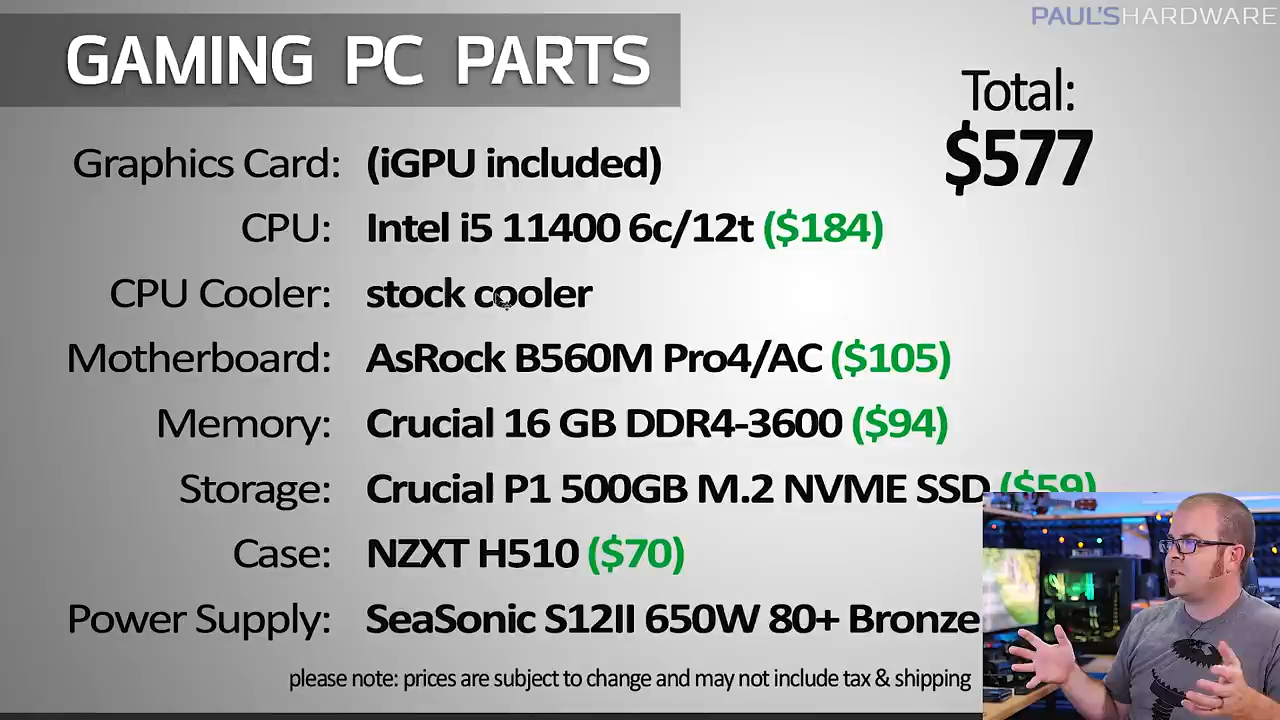 PAUL'SHARDWARE
GAMING PC PARTS
Total:
$577
Graphics Card: (iGPU included)
CPU: Intel i5 11400 6c/12t ($184)
CPU Cooler: stock cooler
Motherboard: AsRock B560M Pro4/AC ($105)
Memory: Crucial 16 GB DDR4-3600 ($94)
Storage: Crucial P1 500GB M.2 NVME SSD ($59)
Case: NZXT H510 ($70)
Power Supply: SeaSonic S12II 650W 80+ Bronze
please note: prices are subject to change and may not include tax & shipping